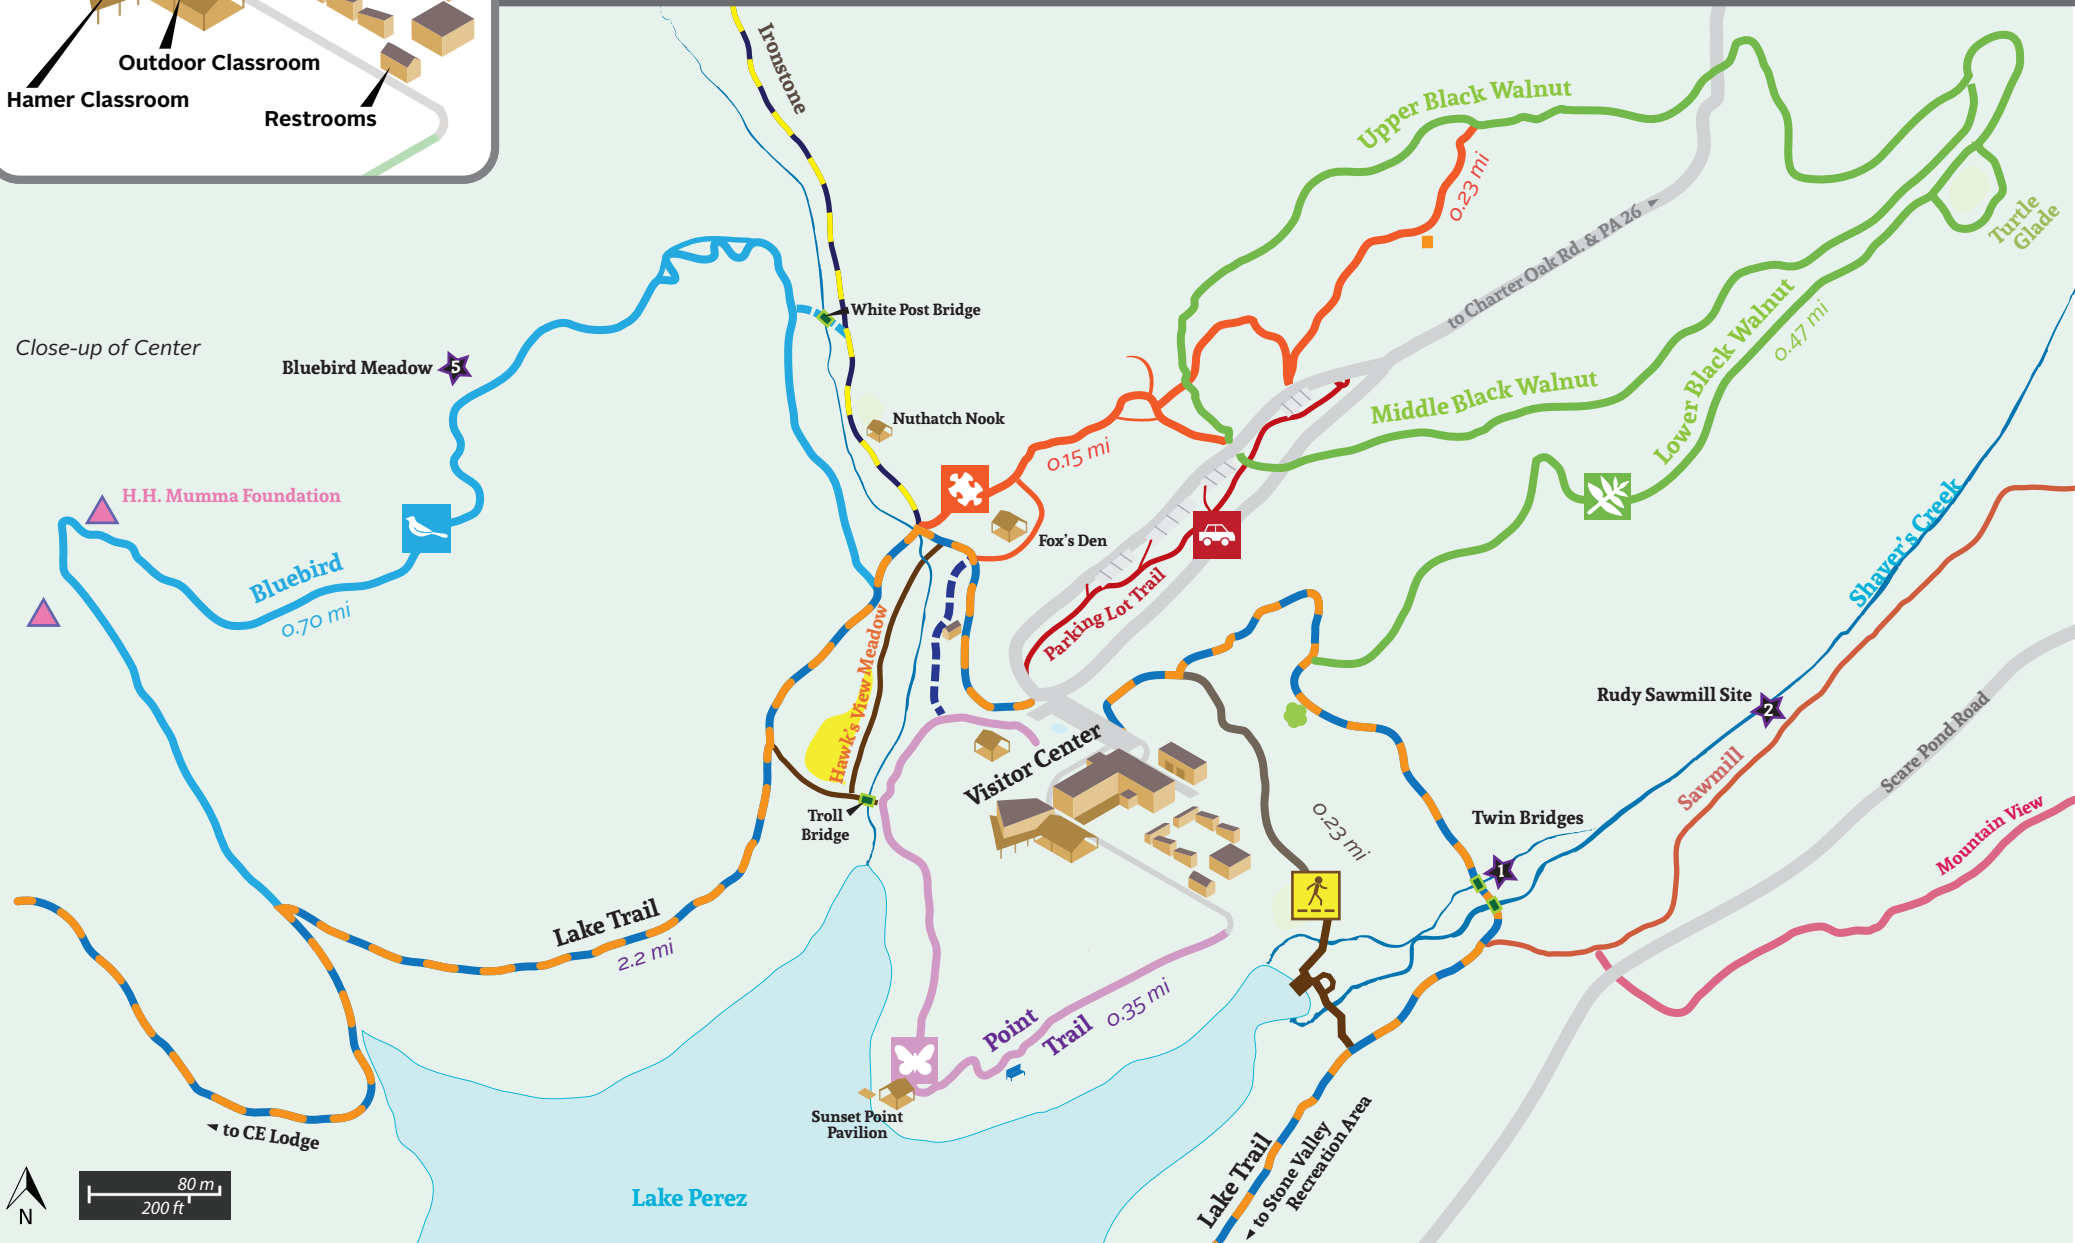 Outdoor Classroom
Hamer Classroom
Restrooms
Ironstone
Upper Black Walnut
0.23 mi
to Charter Oak Rd. & PA 26
Turtle
Glade
White Post Bridge
Close-up of Center
Bluebird Meadow
5
Nuthatch Nook
Middle Black Walnut
Lower Black Walnut
0.47 mi
0.15 mi
H.H. Mumma Foundation
Fox's Den
Bluebird
0.70 mi
Parking Lot Trail
Shaver's Creek
Hawk's View Meadow
Rudy Sawmill Site
2
Visitor Center
Sawmill
Scare Pond Road
Troll
Bridge
0.23 mi
Twin Bridges
1
Mountain View
Lake Trail
2.2 mi
Point
Trail
0.35 mi
Sunset Point
Pavilion
to CE Lodge
Lake Trail
to Stone Valley
Recreation Area
N
80 m
200 ft
Lake Perez